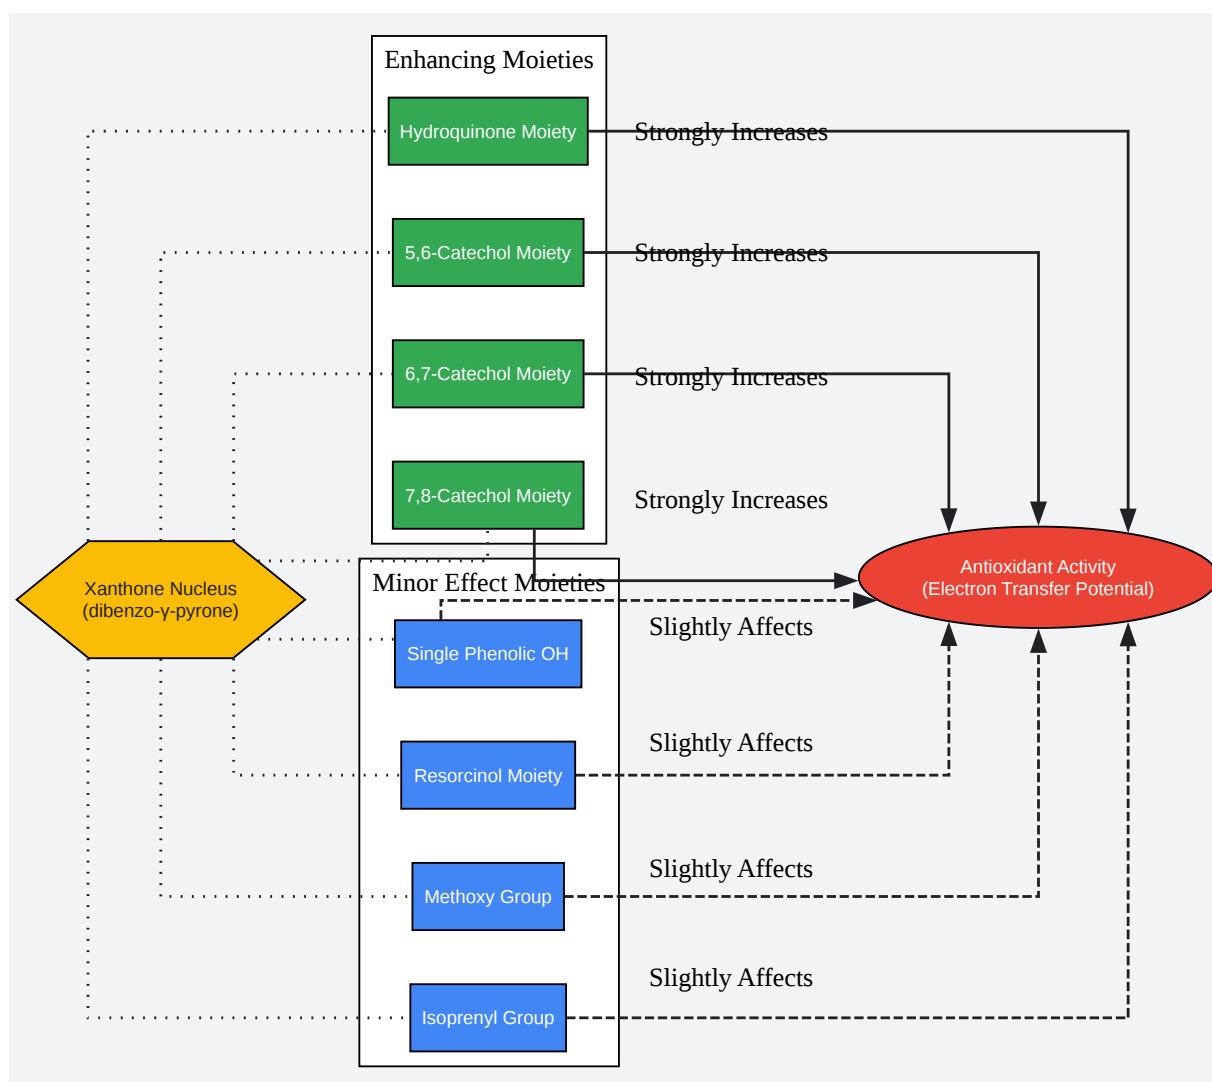 Enhancing Moieties
Hydroquinone Moiety
Strongly Increases
5,6-Catechol Moiety
Strongly Increases
6,7-Catechol Moiety
Strongly Increases
7,8-Catechol Moiety
Strongly Increases
Xanthone Nucleus
(dibenzo-γ-pyrone)
Minor Effect Moieties
Antioxidant Activity
(Electron Transfer Potential)
Single Phenolic OH
Slightly Affects
Resorcinol Moiety
Slightly Affects
Methoxy Group
Slightly Affects
Isoprenyl Group
Slightly Affects